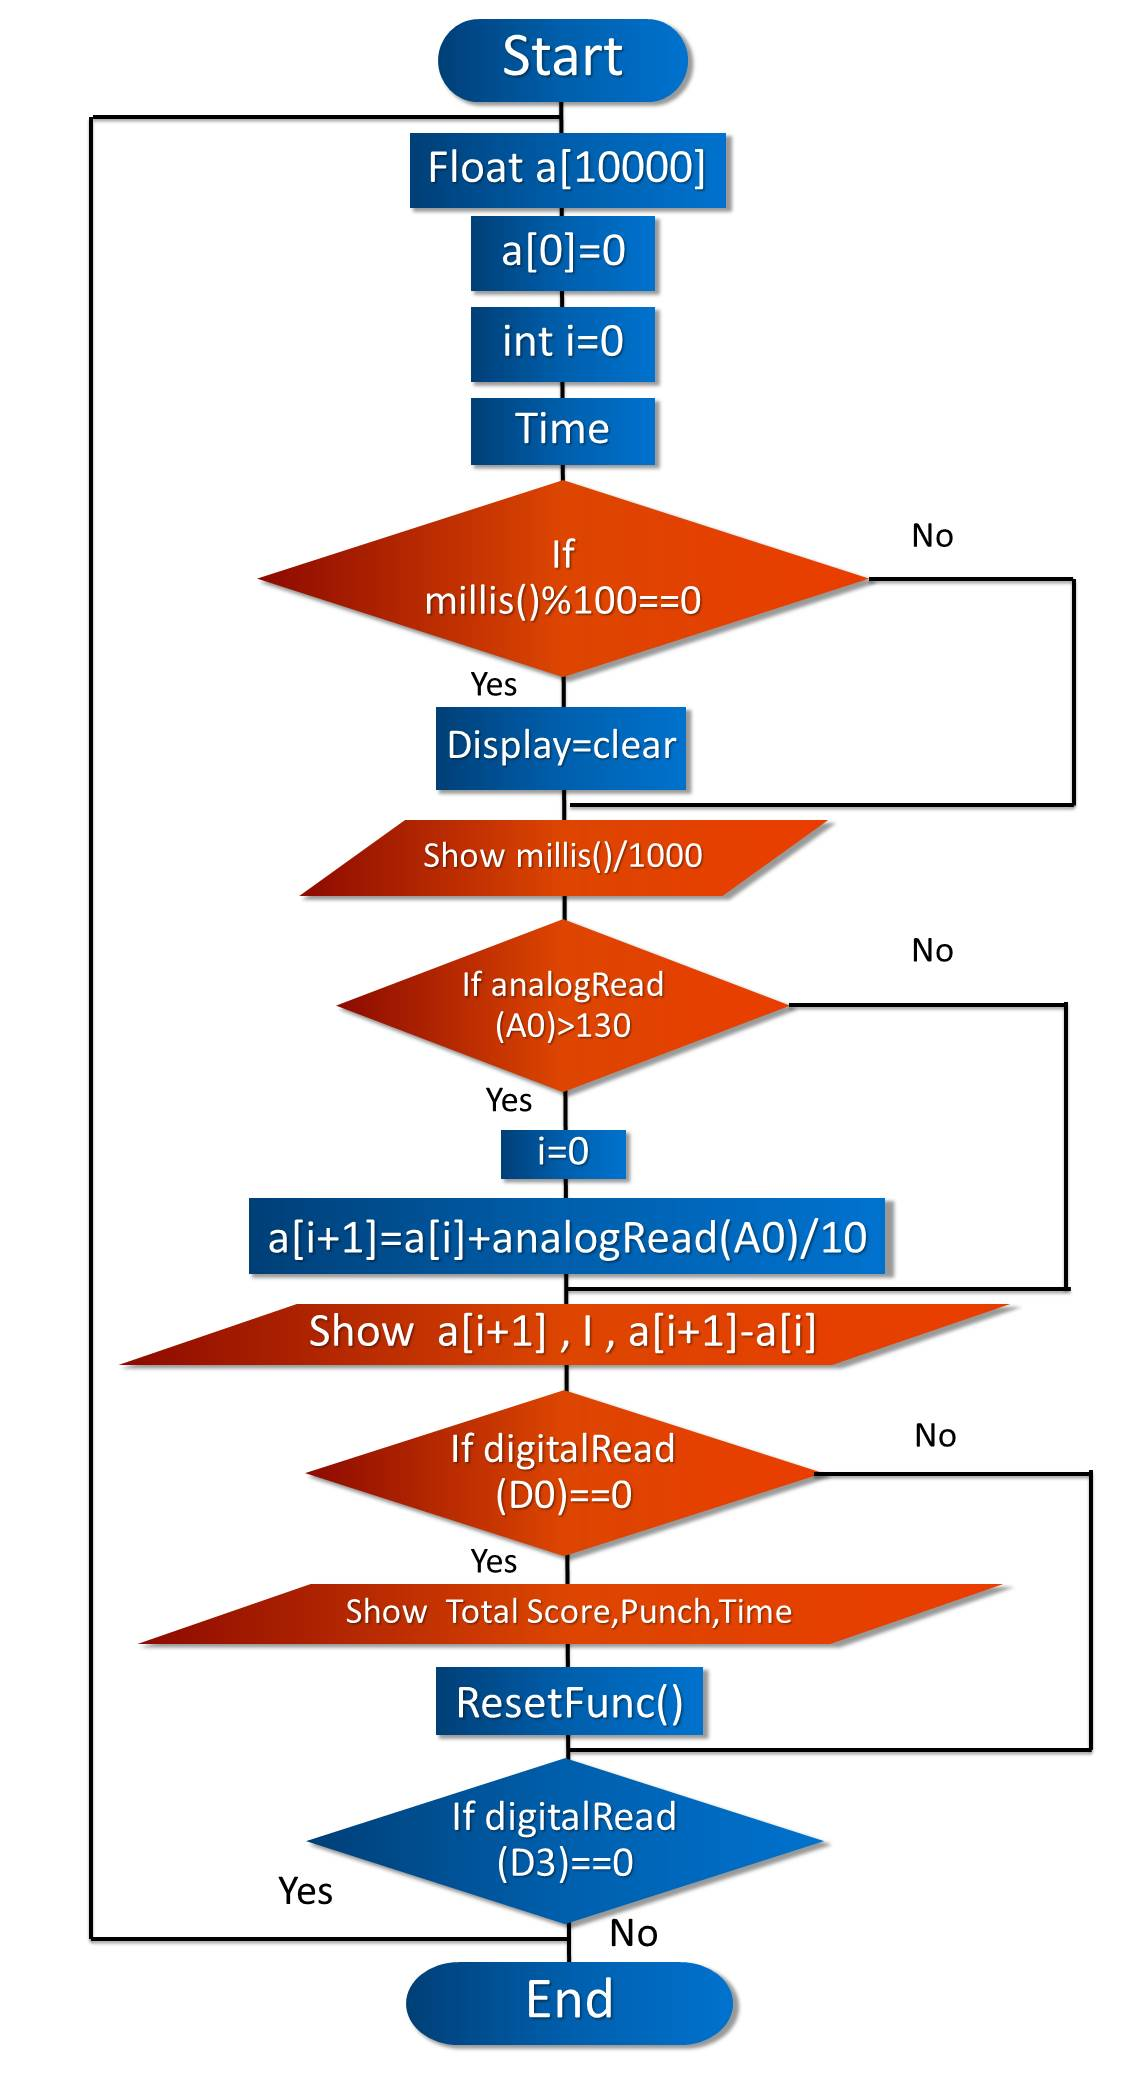 Start
Float a[10000]
a[0]=0
int i=0
Time
If
millis()%100==0
No
Yes
Display=clear
Show millis()/1000
If analogRead
(A0)>130
No
Yes
i=0
a[i+1]=a[i]+analogRead(A0)/10
Show  a[i+1] , I , a[i+1]-a[i]
If digitalRead
(D0)==0
No
Yes
Show  Total Score,Punch,Time
ResetFunc()
If digitalRead
(D3)==0
Yes
No
End